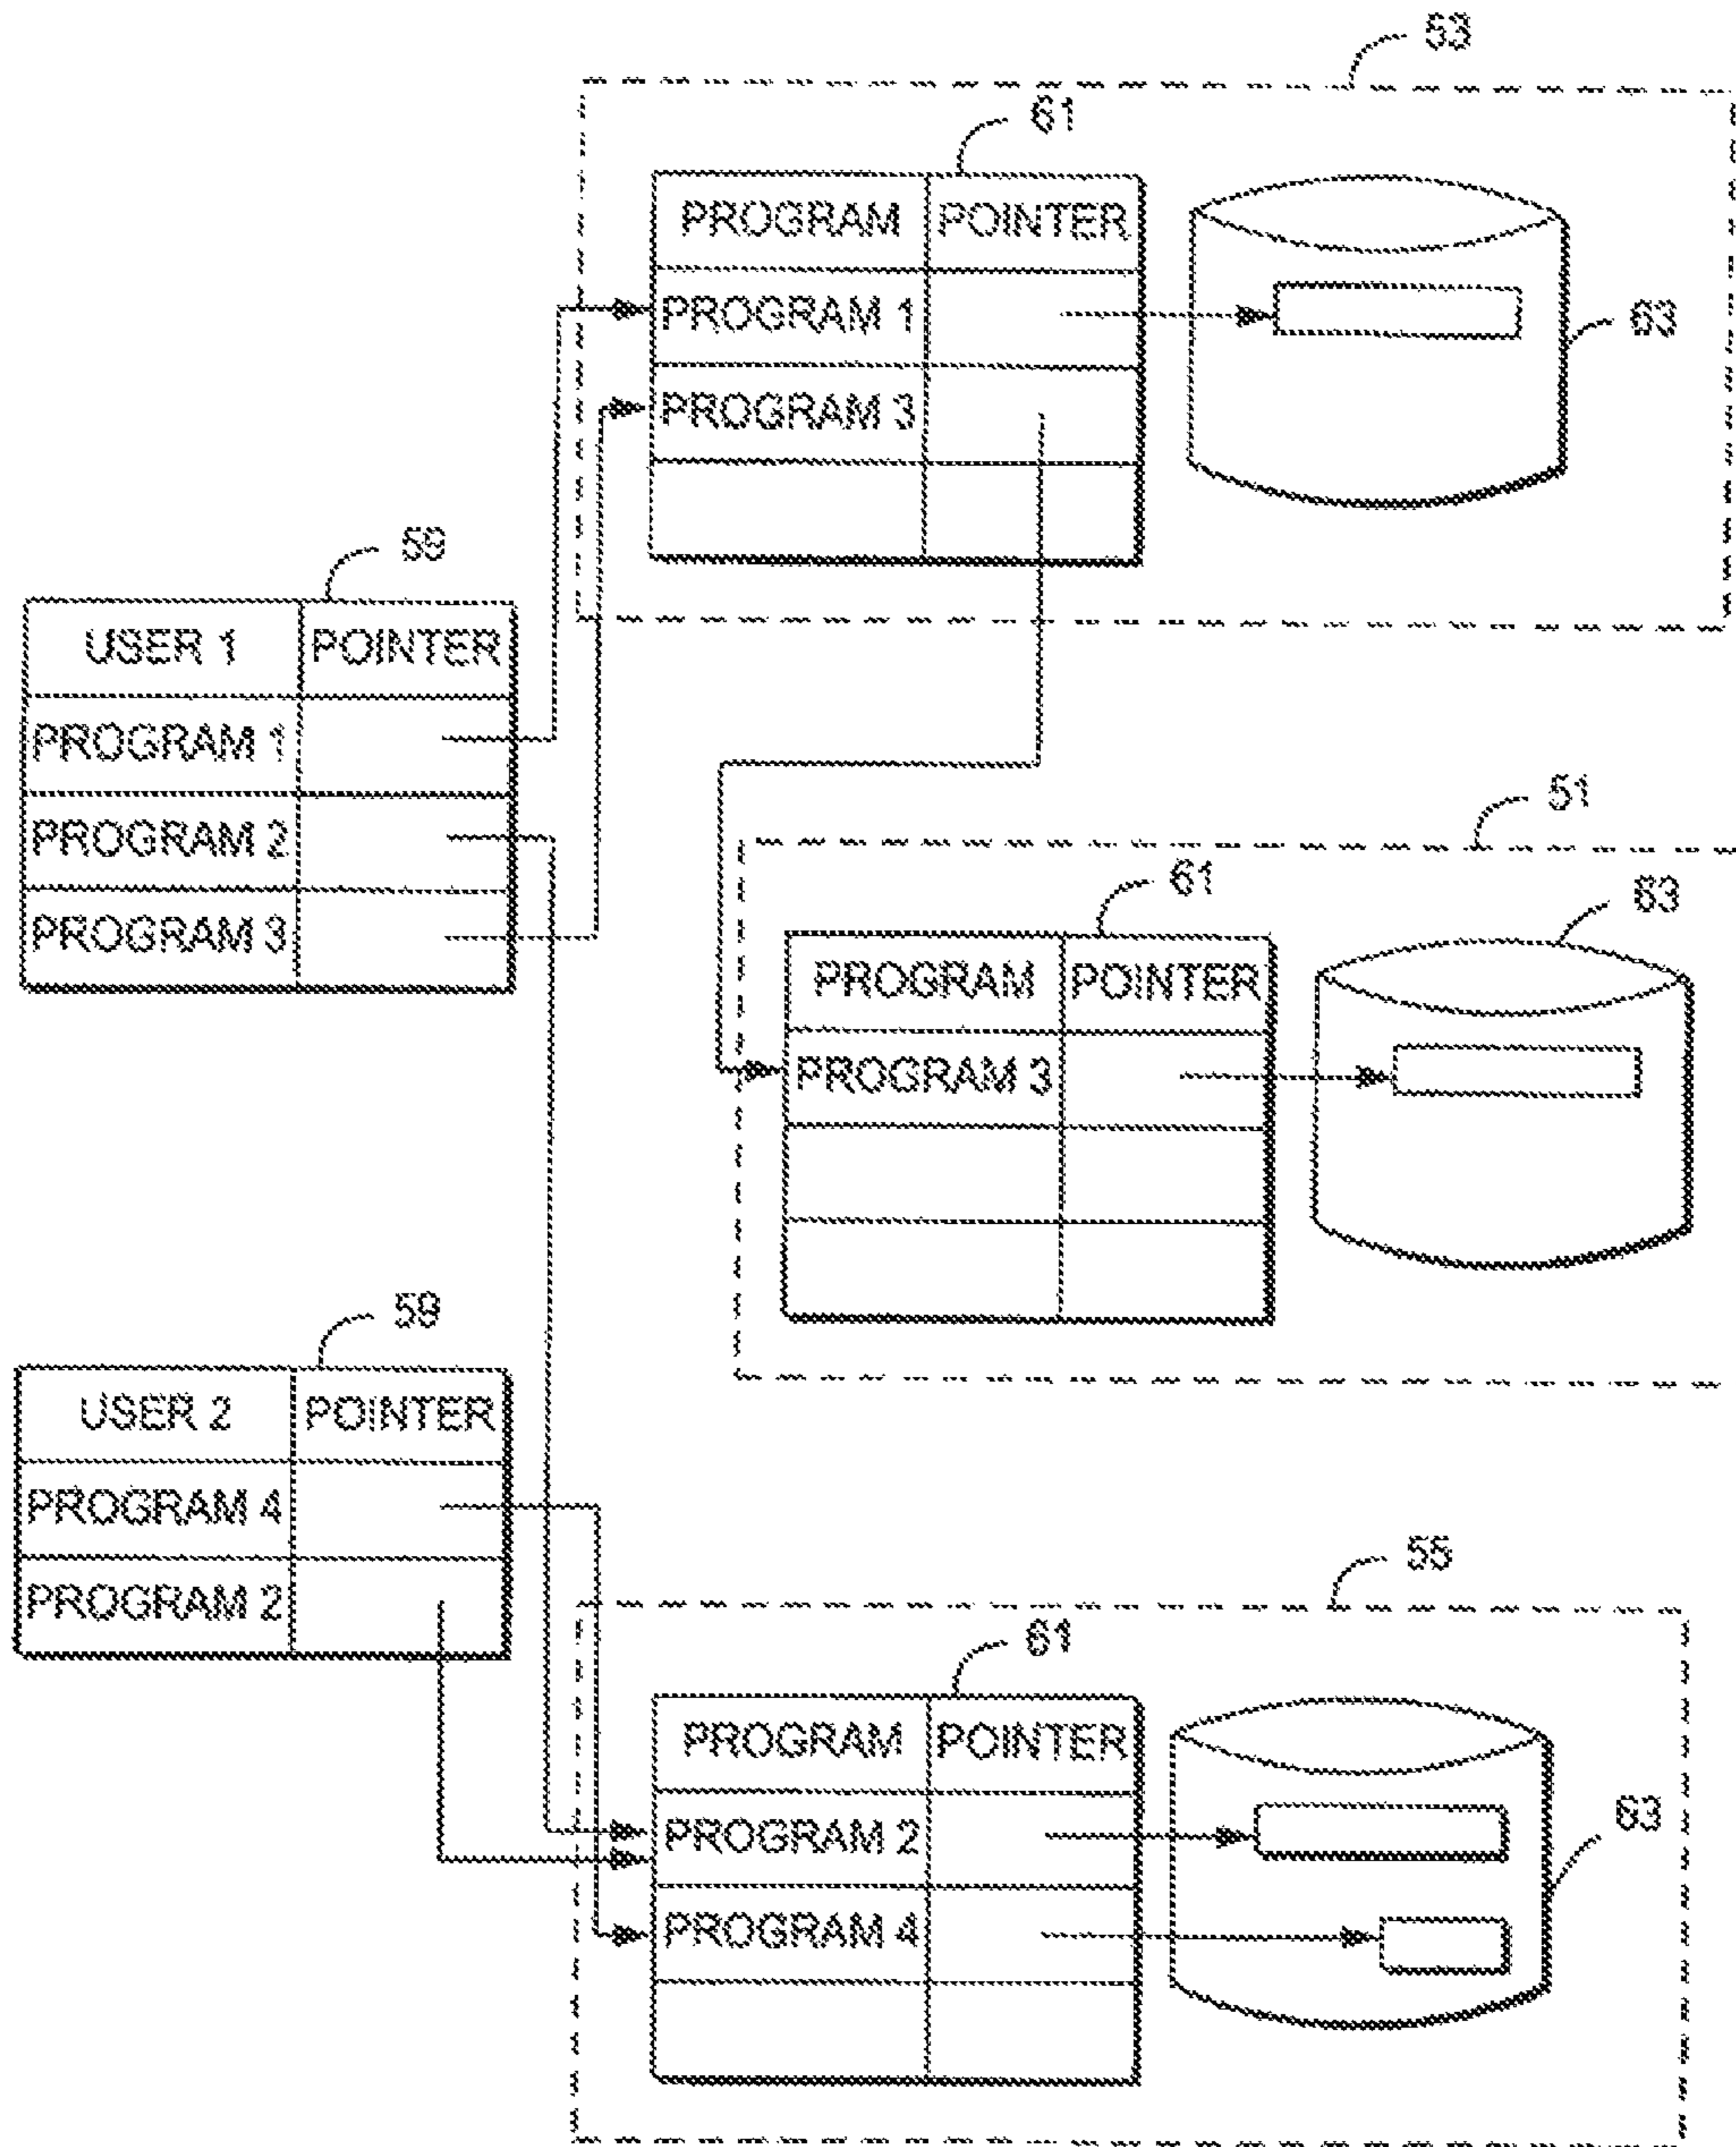 53
61
PROGRAM POINTER
PROGRAM 1
63
PROGRAM 3
59
USER 1 POINTER
PROGRAM 1
PROGRAM 2
PROGRAM 3
51
61
63
PROGRAM POINTER
PROGRAM 3
59
USER 2 POINTER
PROGRAM 4
PROGRAM 2
55
61
PROGRAM POINTER
PROGRAM 2
63
PROGRAM 4